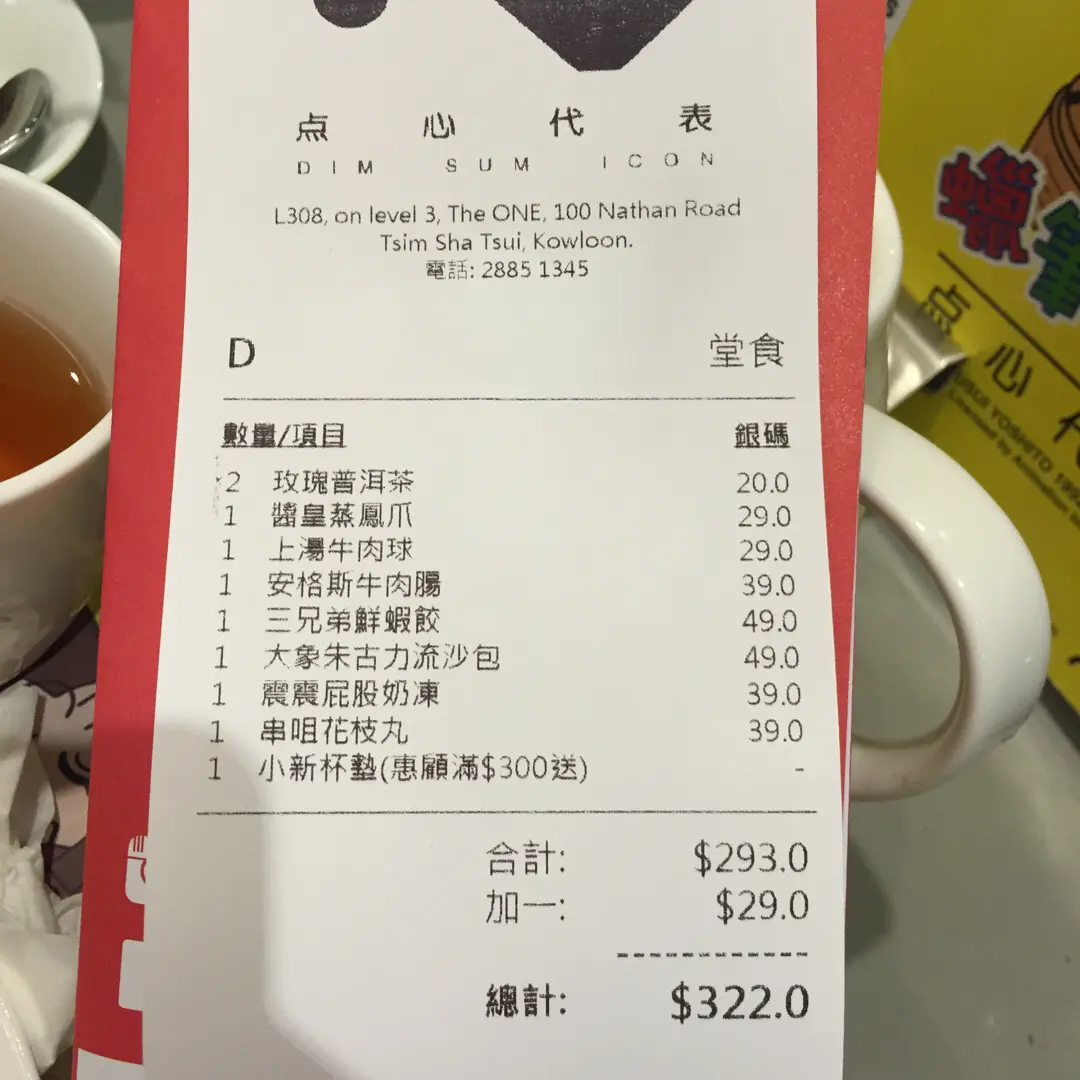 点心代表
DIM SUM ICON
L308, on level 3, The ONE, 100 Nathan Road
Tsim Sha Tsui, Kowloon.
電話: 2885 1345
D 堂食
數量/項目 銀碼
2 玫瑰普洱茶 20.0
1 醬皇蒸鳳爪 29.0
1 上湯牛肉球 29.0
1 安格斯牛肉腸 39.0
1 三兄弟鮮蝦餃 49.0
1 大象朱古力流沙包 49.0
1 震震屁股奶凍 39.0
1 串咀花枝丸 39.0
1 小新杯墊(惠顧滿$300送) -
合計: $293.0
加一: $29.0
總計: $322.0
点心
USUI YOSHITO 199